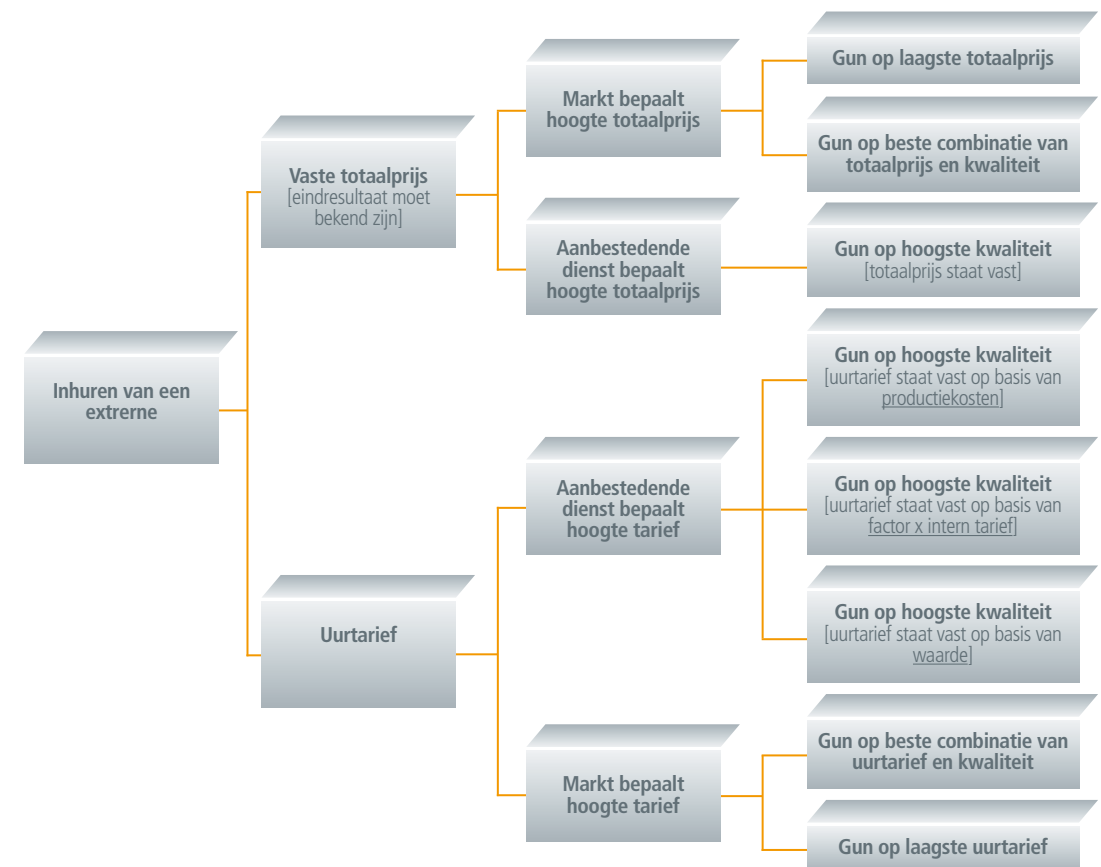 Inhuren van een
extrerne
Vaste totaalprijs
[eindresultaat moet
bekend zijn]
Uurtarief
Markt bepaalt
hoogte totaalprijs
Aanbestedende
dienst bepaalt
hoogte totaalprijs
Aanbestedende
dienst bepaalt
hoogte tarief
Markt bepaalt
hoogte tarief
Gun op laagste totaalprijs
Gun op beste combinatie van
totaalprijs en kwaliteit
Gun op hoogste kwaliteit
[totaalprijs staat vast]
Gun op hoogste kwaliteit
[uurtarief staat vast op basis van
productiekosten]
Gun op hoogste kwaliteit
[uurtarief staat vast op basis van
factor x intern tarief]
Gun op hoogste kwaliteit
[uurtarief staat vast op basis van
waarde]
Gun op beste combinatie van
uurtarief en kwaliteit
Gun op laagste uurtarief